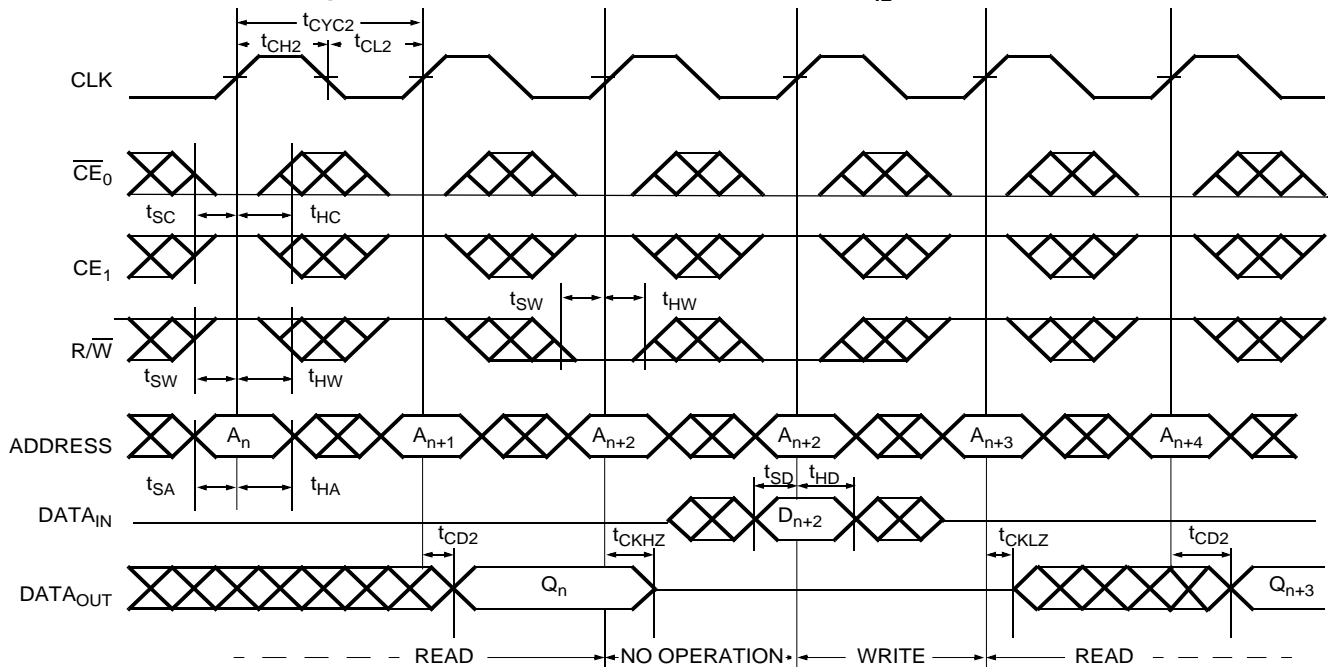 tCYC2
tCH2 tCL2
CLK
CE0
tSC tHC
CE1
tSW tHW
R/W
tSW tHW
An An+1 An+2 An+2 An+3 An+4
ADDRESS
tSA tHA tSD tHD
DATAIN Dn+2
tCD2 tCKHZ tCKLZ tCD2
DATAOUT Qn Qn+3
READ NO OPERATION WRITE READ